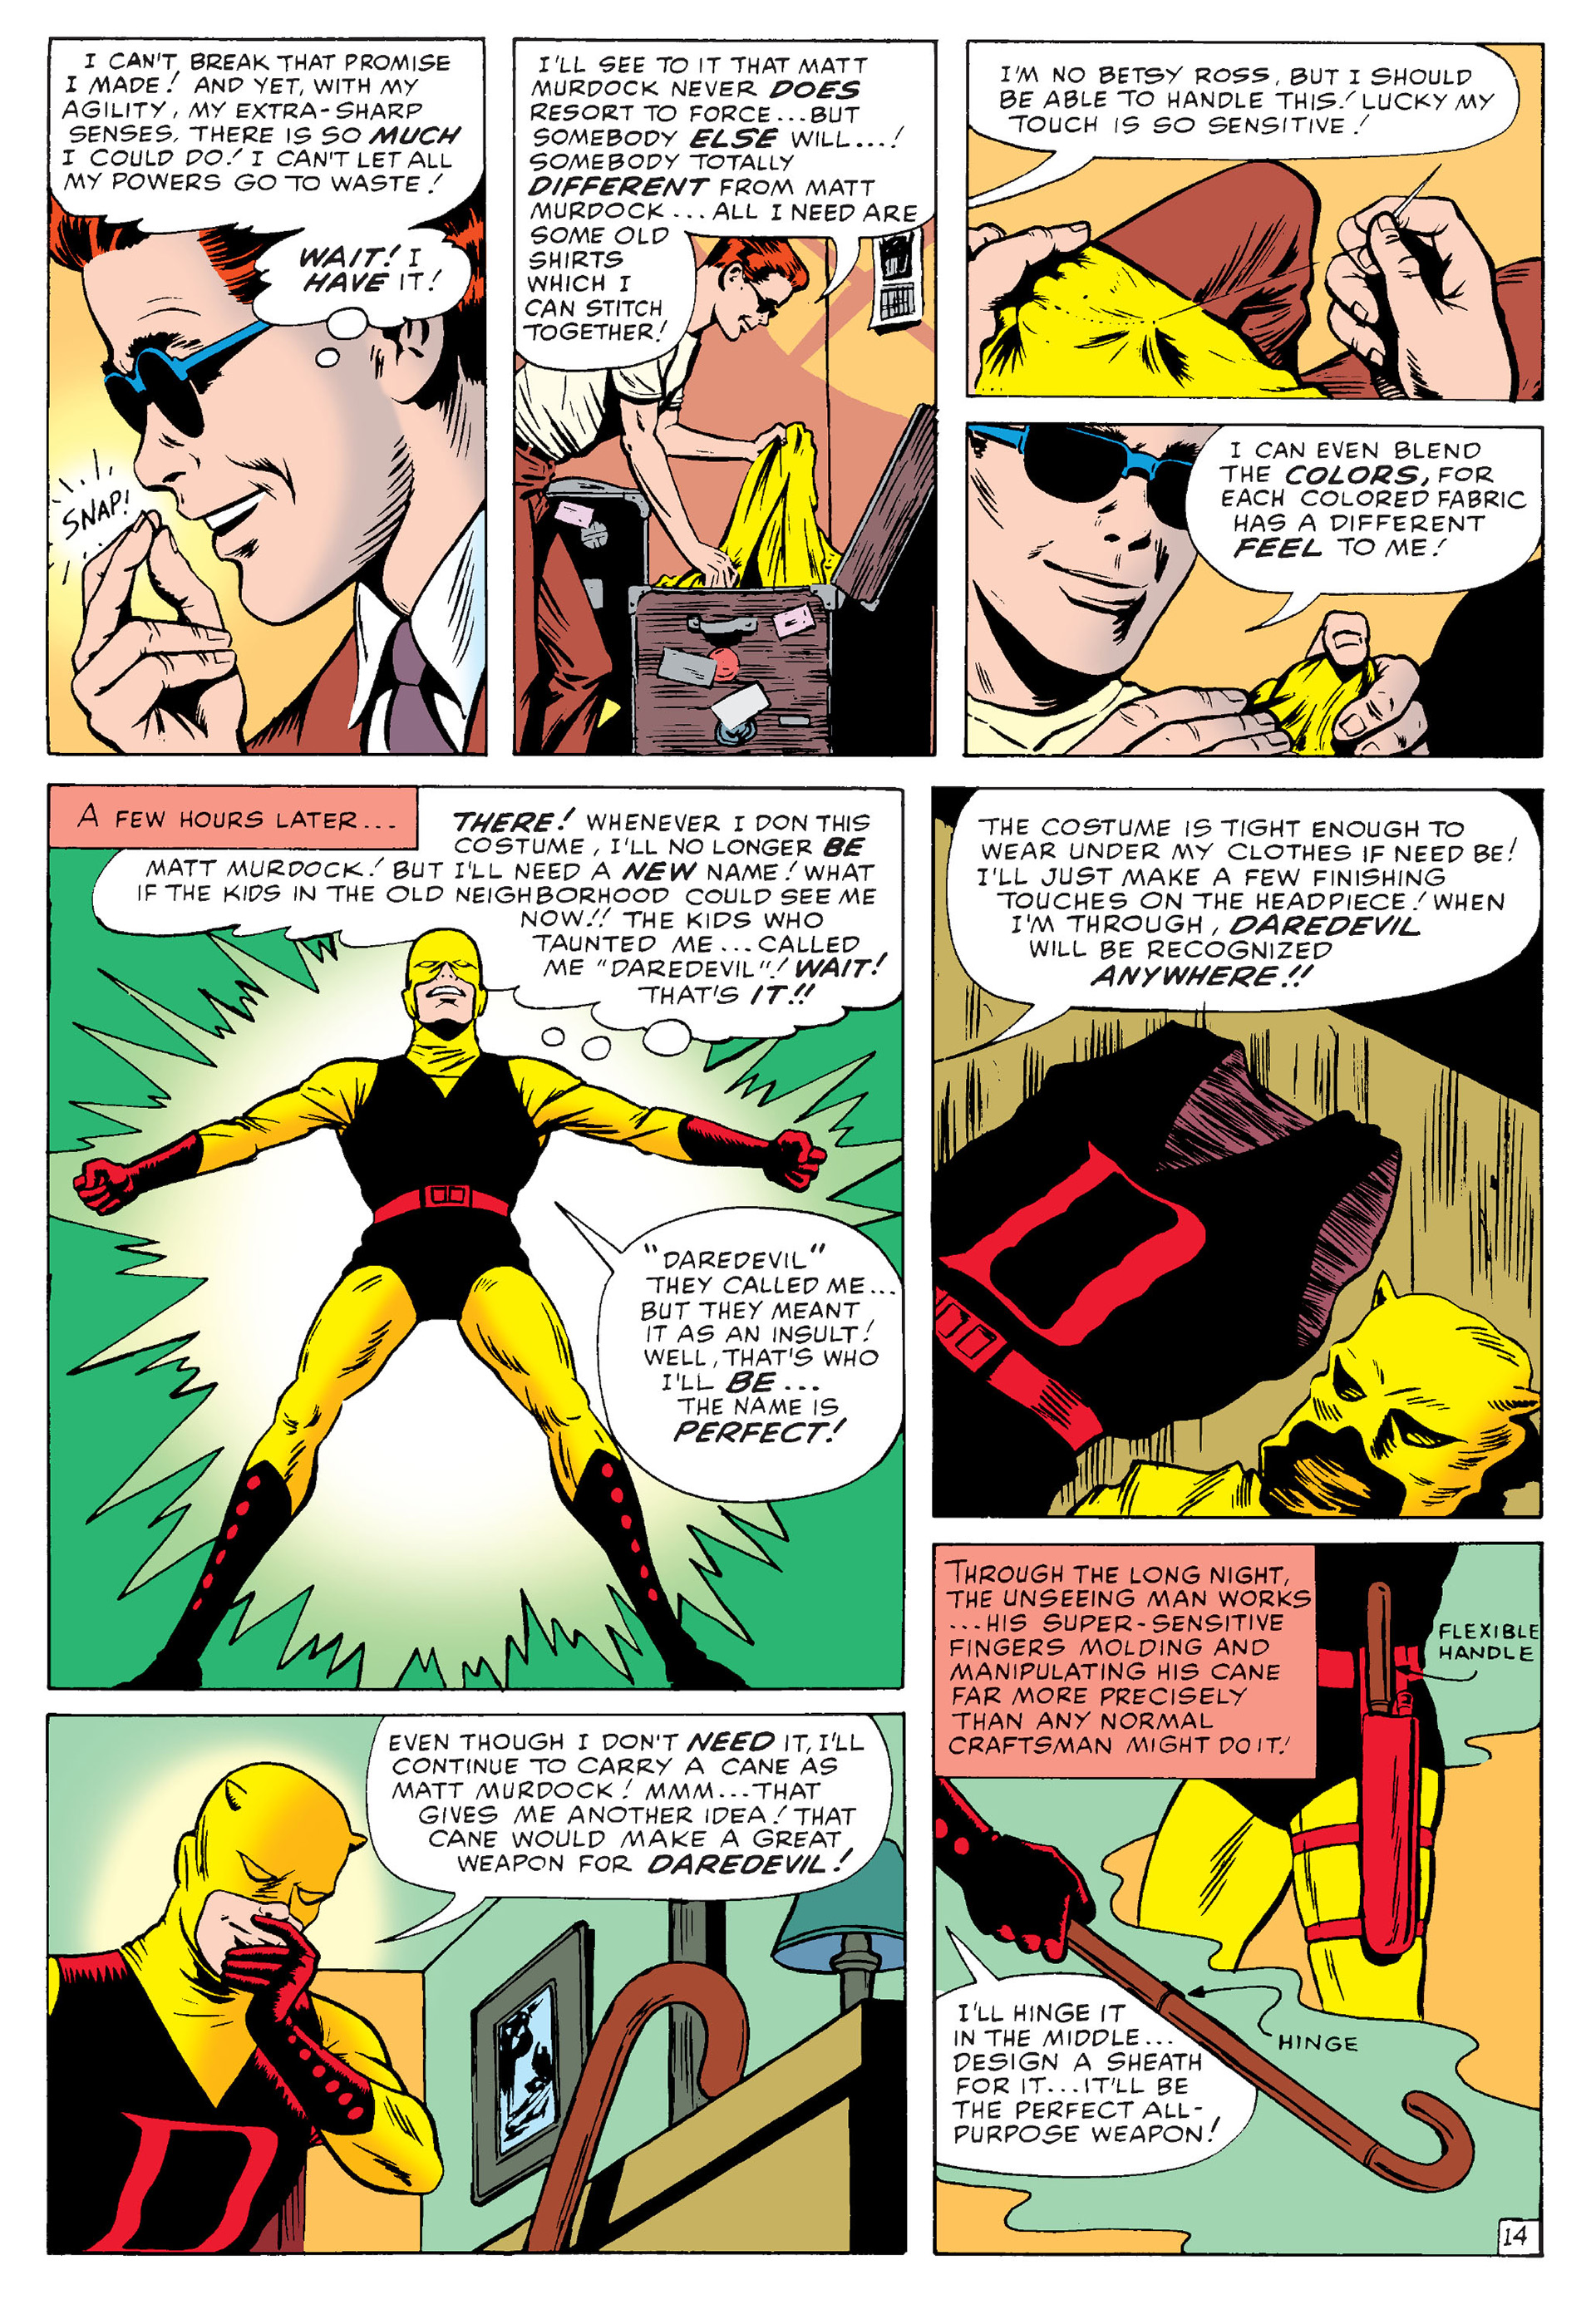 I CAN'T BREAK THAT PROMISE
I MADE! AND YET, WITH MY
AGILITY, MY EXTRA-SHARP
SENSES, THERE IS SO MUCH
I COULD DO! I CAN'T LET ALL
MY POWERS GO TO WASTE!
WAIT! I
HAVE IT!
SNAP!
I'LL SEE TO IT THAT MATT
MURDOCK NEVER DOES
RESORT TO FORCE...BUT
SOMEBODY ELSE WILL...!
SOMEBODY TOTALLY
DIFFERENT FROM MATT
MURDOCK... ALL I NEED ARE
SOME OLD
SHIRTS
WHICH I
CAN STITCH
TOGETHER!
I'M NO BETSY ROSS, BUT I SHOULD
BE ABLE TO HANDLE THIS! LUCKY MY
TOUCH IS SO SENSITIVE!
I CAN EVEN BLEND
THE COLORS, FOR
EACH COLORED FABRIC
HAS A DIFFERENT
FEEL TO ME!
A FEW HOURS LATER...
THERE! WHENEVER I DON THIS
COSTUME, I'LL NO LONGER BE
MATT MURDOCK! BUT I'LL NEED A NEW NAME! WHAT
IF THE KIDS IN THE OLD NEIGHBORHOOD COULD SEE ME
NOW!! THE KIDS WHO
TAUNTED ME...CALLED
ME "DAREDEVIL"! WAIT!
THAT'S IT!!
"DAREDEVIL"
THEY CALLED ME...
BUT THEY MEANT
IT AS AN INSULT!
WELL, THAT'S WHO
I'LL BE...
THE NAME IS
PERFECT!
THE COSTUME IS TIGHT ENOUGH TO
WEAR UNDER MY CLOTHES IF NEED BE!
I'LL JUST MAKE A FEW FINISHING
TOUCHES ON THE HEADPIECE! WHEN
I'M THROUGH, DAREDEVIL
WILL BE RECOGNIZED
ANYWHERE!!
D
EVEN THOUGH I DON'T NEED IT, I'LL
CONTINUE TO CARRY A CANE AS
MATT MURDOCK! MMM...THAT
GIVES ME ANOTHER IDEA! THAT
CANE WOULD MAKE A GREAT
WEAPON FOR DAREDEVIL!
D
THROUGH THE LONG NIGHT,
THE UNSEEING MAN WORKS
...HIS SUPER-SENSITIVE
FINGERS MOLDING AND
MANIPULATING HIS CANE
FAR MORE PRECISELY
THAN ANY NORMAL
CRAFTSMAN MIGHT DO IT!
FLEXIBLE
HANDLE
I'LL HINGE IT
IN THE MIDDLE...
DESIGN A SHEATH
FOR IT...IT'LL BE
THE PERFECT ALL-
PURPOSE WEAPON!
HINGE
14